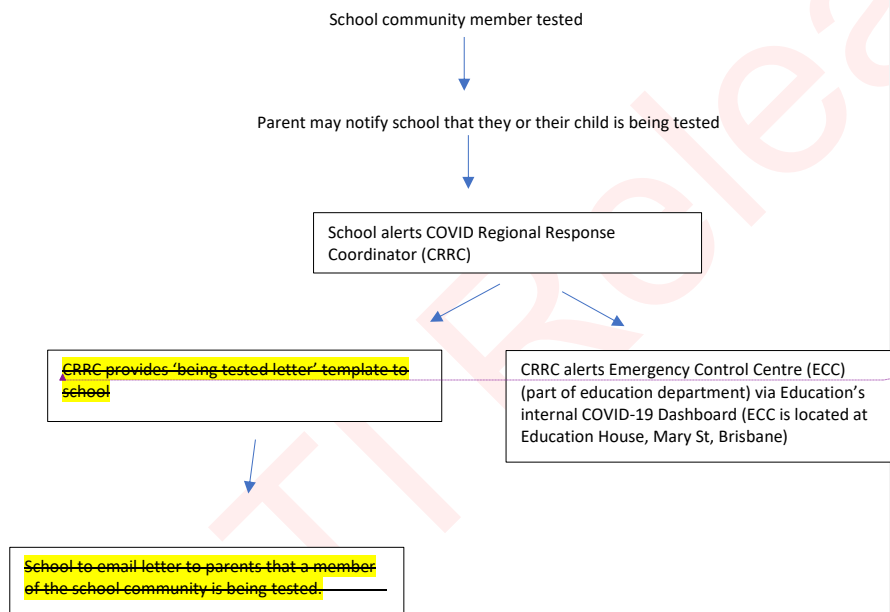 School community member tested
Parent may notify school that they or their child is being tested
School alerts COVID Regional Response
Coordinator (CRRC)
CRRC provides ‘being tested letter’ template to
school
CRRC alerts Emergency Control Centre (ECC)
(part of education department) via Education’s
internal COVID-19 Dashboard (ECC is located at
Education House, Mary St, Brisbane)
School to email letter to parents that a member
of the school community is being tested.